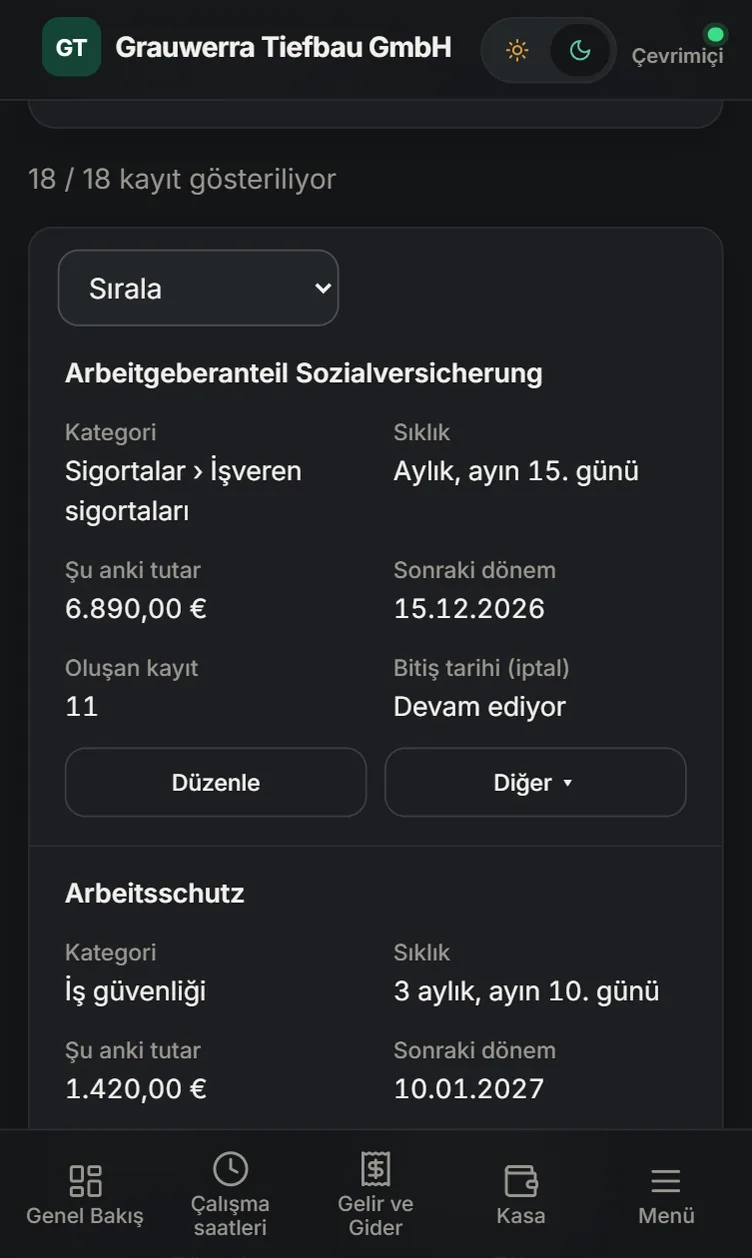 GT
Grauwerra Tiefbau GmbH
Çevrimiçi
18 / 18 kayıt gösteriliyor
Sırala
Arbeitgeberanteil Sozialversicherung
Kategori
Sigortalar › İşveren
sigortaları
Sıklık
Aylık, ayın 15. günü
Şu anki tutar
6.890,00 €
Sonraki dönem
15.12.2026
Oluşan kayıt
11
Bitiş tarihi (iptal)
Devam ediyor
Düzenle
Diğer
Arbeitsschutz
Kategori
İş güvenliği
Sıklık
3 aylık, ayın 10. günü
Şu anki tutar
1.420,00 €
Sonraki dönem
10.01.2027
Genel Bakış
Çalışma
saatleri
Gelir ve
Gider
Kasa
Menü